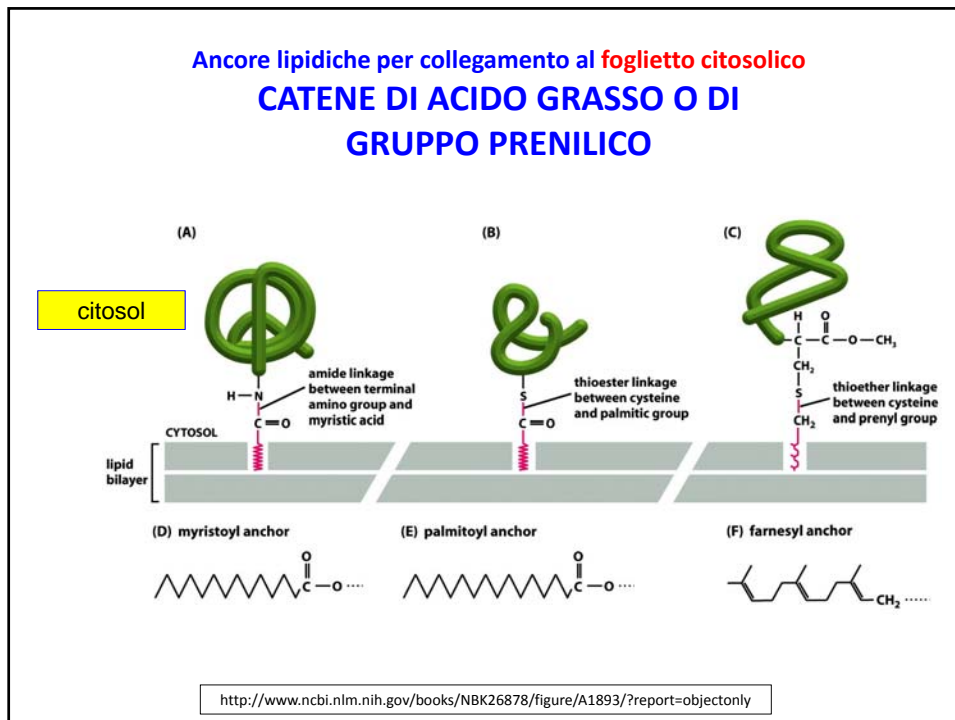 Ancore lipidiche per collegamento al foglietto citosolico
CATENE DI ACIDO GRASSO O DI
GRUPPO PRENILICO
(A)
(B)
(C)
citosol
amide linkage
between terminal
amino group and
myristic acid
H—N
C=O
thioester linkage
between cysteine
and palmitic group
S
C=O
H O
C—C—O—CH3
CH2
S
CH2
thioether linkage
between cysteine
and prenyl group
CYTOSOL
lipid
bilayer
(D) myristoyl anchor
(E) palmitoyl anchor
(F) farnesyl anchor
O
C—O ....
O
C—O ....
CH2 .....
http://www.ncbi.nlm.nih.gov/books/NBK26878/figure/A1893/?report=objectonly